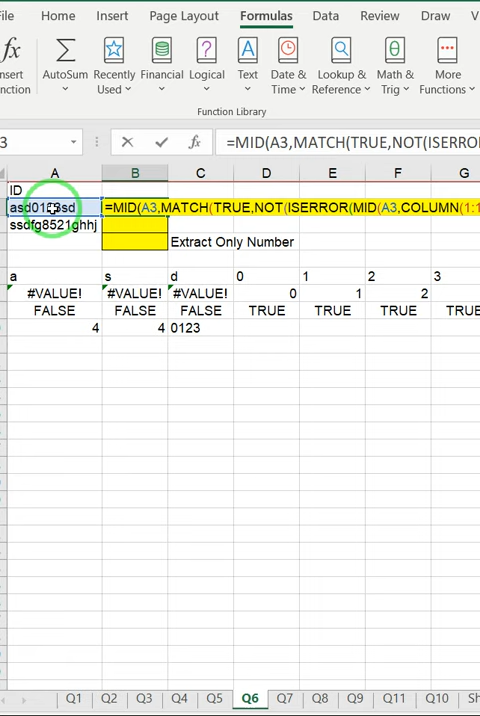 File Home Insert Page Layout Formulas Data Review Draw
fx Insert Function AutoSum Recently Used Financial Logical Text Date & Time Lookup & Reference Math & Trig More Functions
Function Library
=MID(A3,MATCH(TRUE,NOT(ISERROR
A B C D E F G
ID
=MID(A3,MATCH(TRUE,NOT(ISERROR(MID(A3,COLUMN(1:1
ssdfg8521ghhj
Extract Only Number
a s d 0 1 2 3
#VALUE! #VALUE! #VALUE! 0 1 2
FALSE FALSE FALSE TRUE TRUE TRUE TRUE
4 4 0123
Q1 Q2 Q3 Q4 Q5 Q6 Q7 Q8 Q9 Q11 Q10